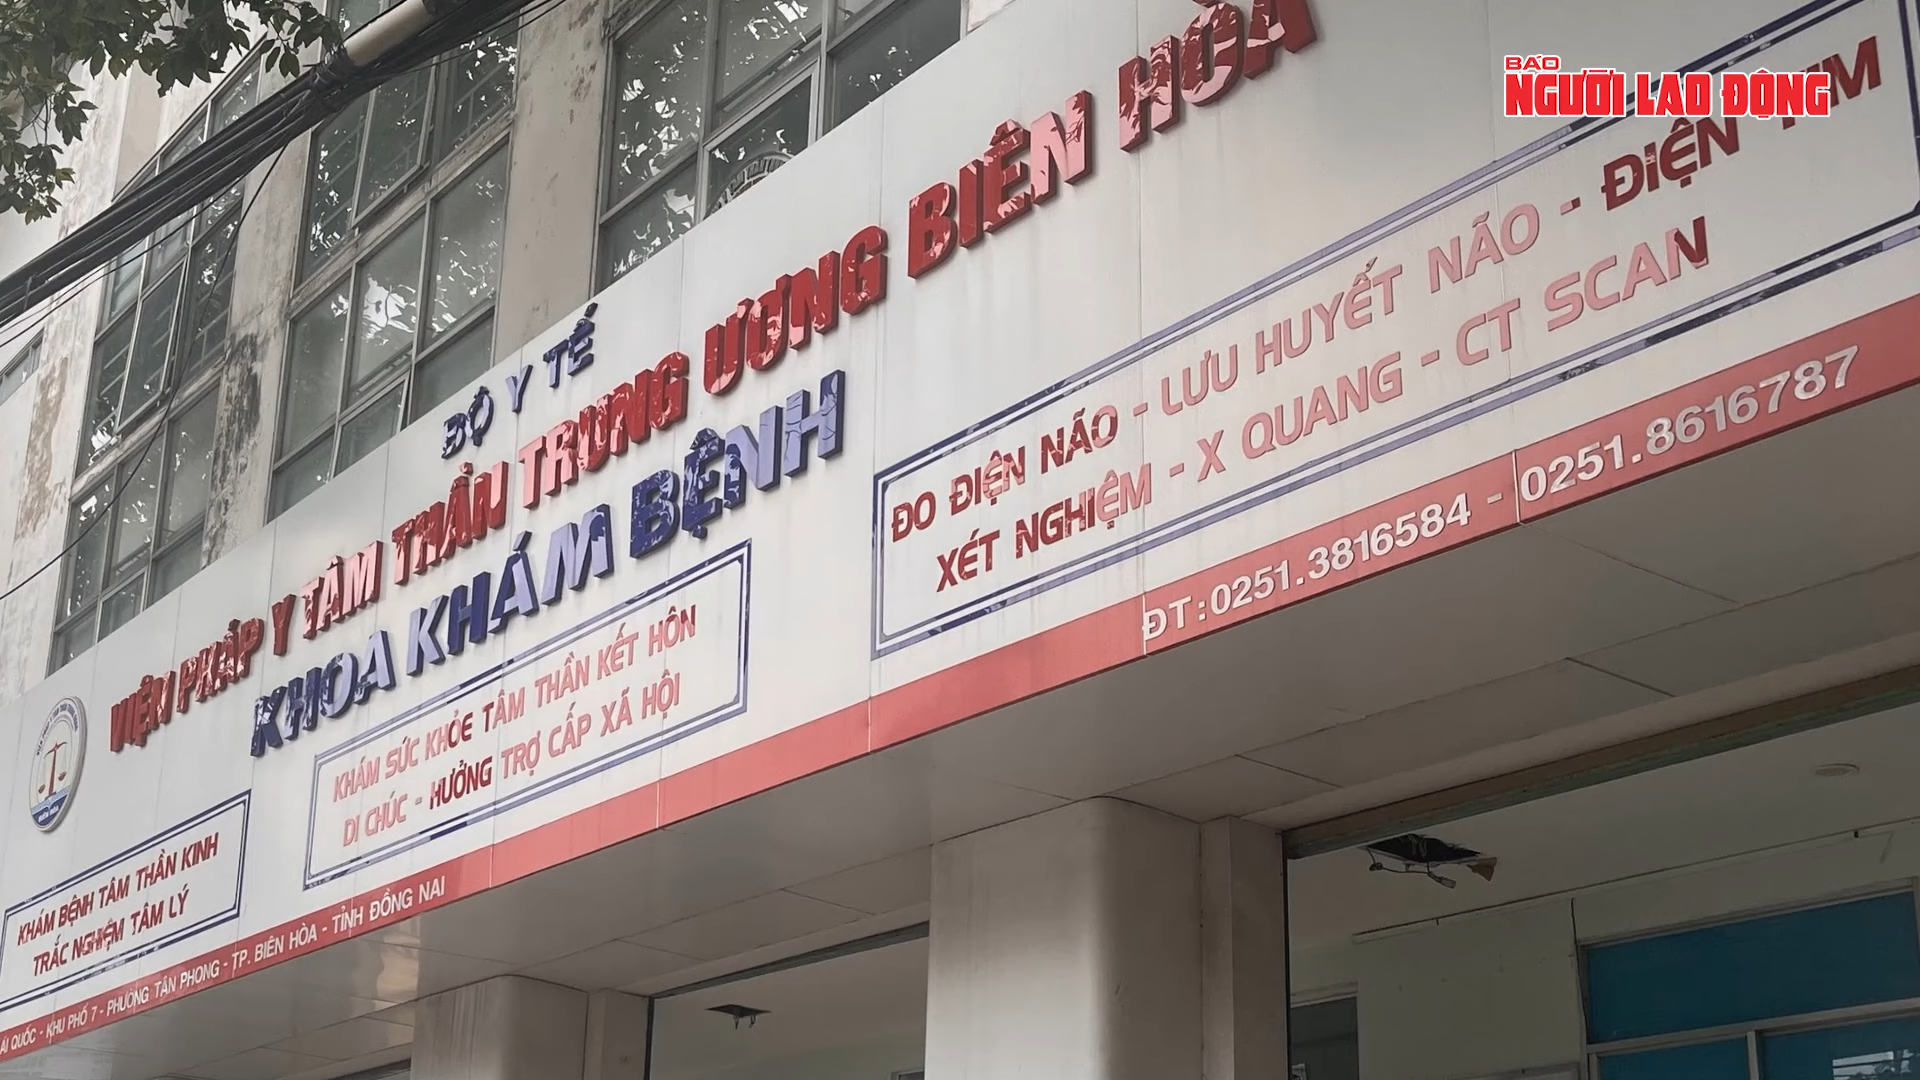 BÁO
NGƯỜI LAO ĐỘNG
BỘ Y TẾ
VIỆN PHÁP Y TÂM THẦN TRUNG ƯƠNG BIÊN HÒA
KHOA KHÁM BỆNH
KHÁM BỆNH TÂM THẦN KINH
TRẮC NGHIỆM TÂM LÝ
KHÁM SỨC KHỎE TÂM THẦN KẾT HÔN
DI CHÚC - HƯỞNG TRỢ CẤP XÃ HỘI
ĐO ĐIỆN NÃO - LƯU HUYẾT NÃO - ĐIỆN TIM
XÉT NGHIỆM - X QUANG - CT SCAN
ÁI QUỐC - KHU PHỐ 7 - PHƯỜNG TÂN PHONG - TP. BIÊN HÒA - TỈNH ĐỒNG NAI
ĐT:0251.3816584 - 0251.8616787